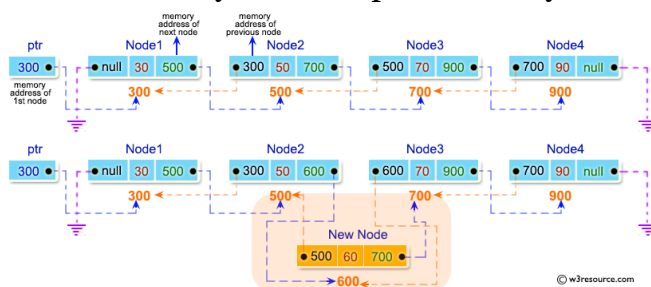 memory address of next node
memory address of previous node
ptr Node1 Node2 Node3 Node4
300 null 30 500 300 50 700 500 70 900 700 90 null
memory address of 1st node
300 500 700 900
ptr Node1 Node2 Node3 Node4
300 null 30 500 300 50 600 600 70 900 700 90 null
300 500 700 900
New Node
500 60 700
600
© w3resource.com